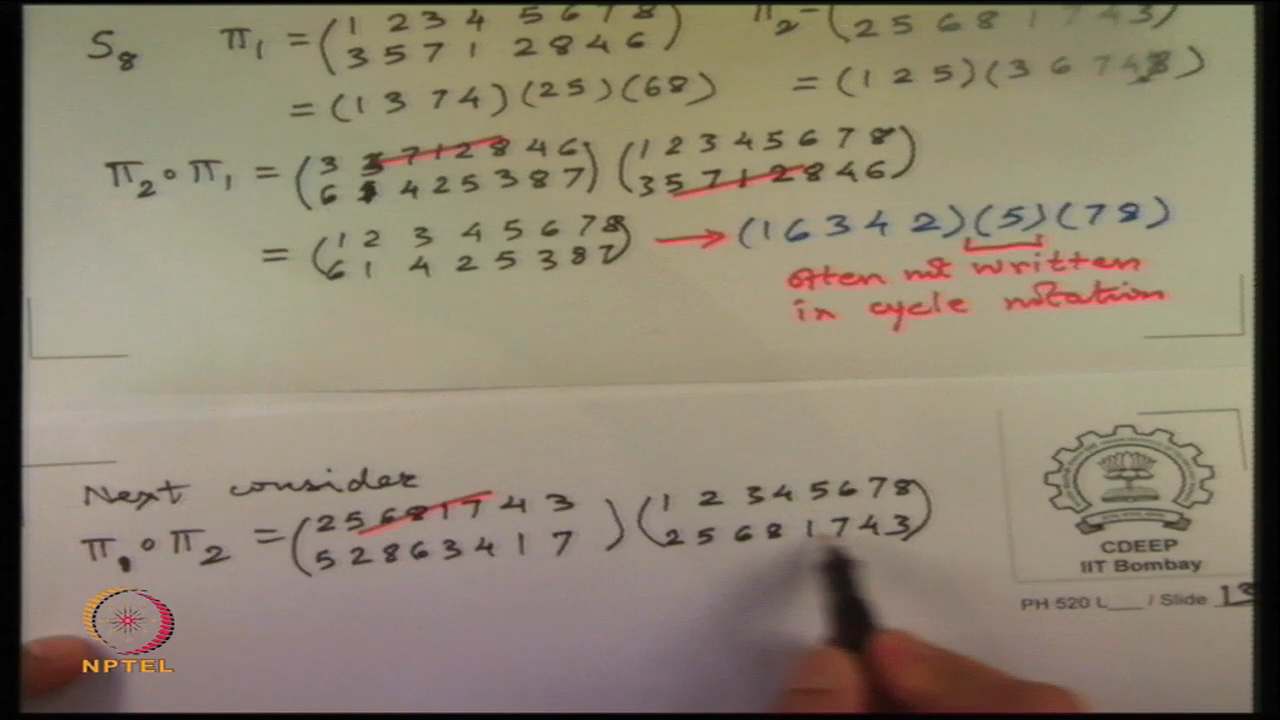 S₈ π₁ = (1 2 3 4 5 6 7 8) π₂ = (
3 5 7 1 2 8 4 6 2 5 6 8 1 7 4 3)
= (1 3 7 4)(2 5)(6 8) = (1 2 5)(3 6 7 4 8)
π₂∘π₁ = (3 5 7 1 2 8 4 6) (1 2 3 4 5 6 7 8)
6 1 4 2 5 3 8 7 3 5 7 1 2 8 4 6
= (1 2 3 4 5 6 7 8) → (1 6 3 4 2)(5)(7 8)
6 1 4 2 5 3 8 7
often not written
in cycle notation
Next consider
π₁∘π₂ = (2 5 6 8 1 7 4 3) (1 2 3 4 5 6 7 8)
5 2 8 6 3 4 1 7 2 5 6 8 1 7 4 3
CDEEP
IIT Bombay
PH 520 L___ / Slide 13
NPTEL